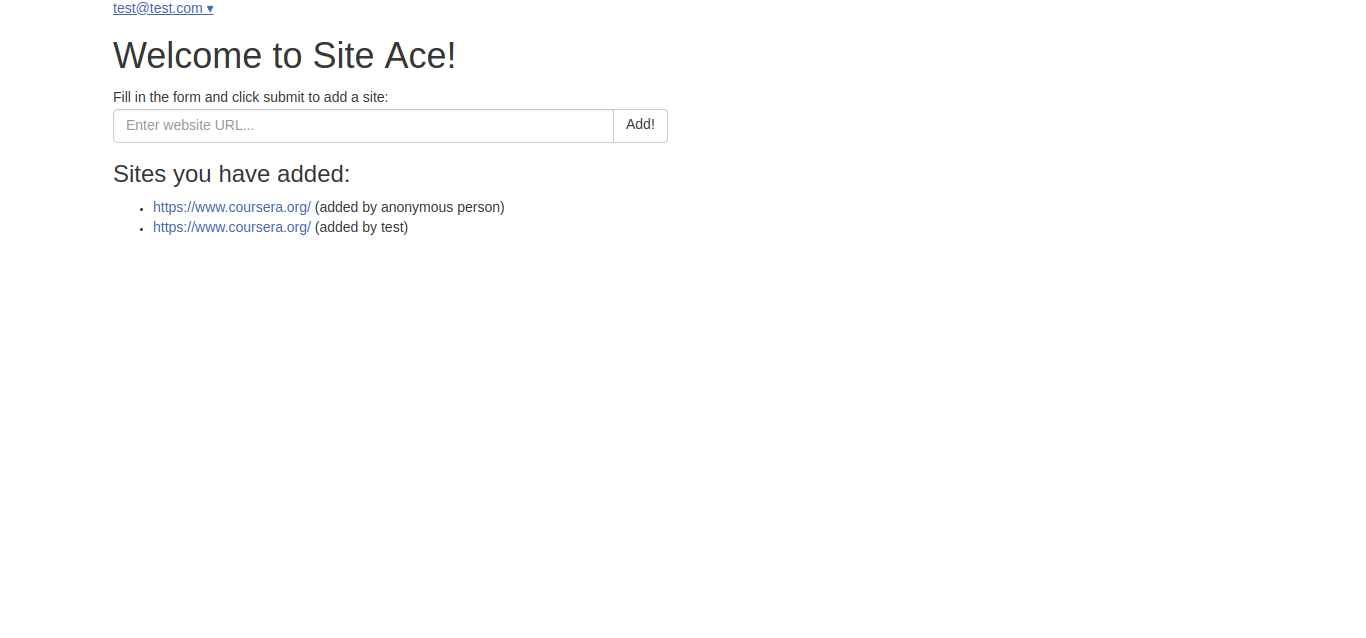 test@test.com ▾
Welcome to Site Ace!
Fill in the form and click submit to add a site:
Enter website URL... Add!
Sites you have added:
• https://www.coursera.org/ (added by anonymous person)
• https://www.coursera.org/ (added by test)